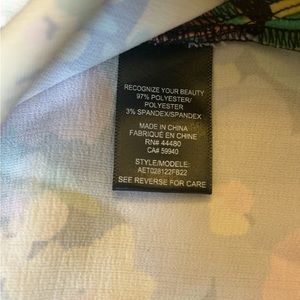 RECOGNIZE YOUR BEAUTY
97% POLYESTER/
POLYESTER
3% SPANDEX/SPANDEX
MADE IN CHINA
FABRIQUÉ EN CHINE
RN# 44480
CA# 59940
STYLE/MODELE:
AET028122FB22
SEE REVERSE FOR CARE